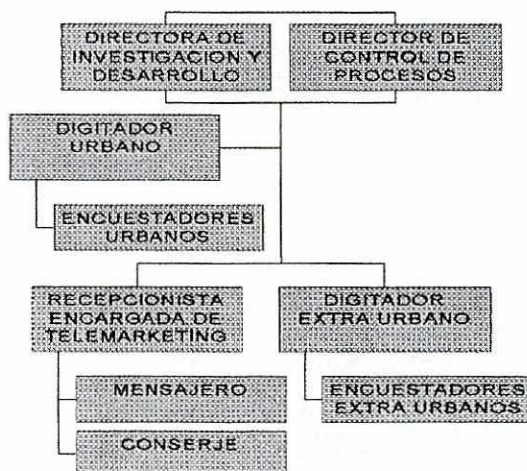 DIRECTORA DE
INVESTIGACION Y
DESARROLLO
DIRECTOR DE
CONTROL DE
PROCESOS
DIGITADOR
URBANO
ENCUESTADORES
URBANOS
RECEPCIONISTA
ENCARGADA DE
TELEMARKETING
DIGITADOR
EXTRA URBANO
MENSAJERO
ENCUESTADORES
EXTRA URBANOS
CONSERJE